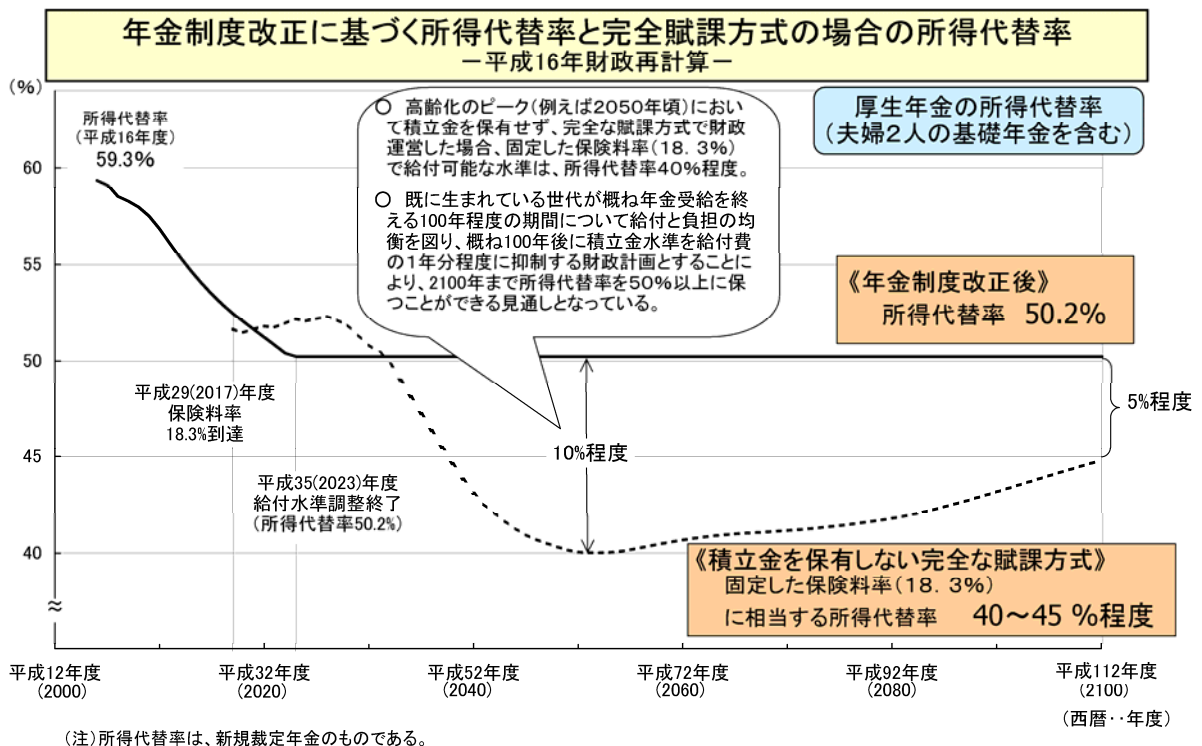 年金制度改正に基づく所得代替率と完全賦課方式の場合の所得代替率
－平成16年財政再計算－
(%)
所得代替率
(平成16年度)
59.3%
○ 高齢化のピーク(例えば2050年頃)におい
て積立金を保有せず、完全な賦課方式で財政
運営した場合、固定した保険料率(18．3%)
で給付可能な水準は、所得代替率40%程度。
○ 既に生まれている世代が概ね年金受給を終
える100年程度の期間について給付と負担の均
衡を図り、概ね100年後に積立金水準を給付費
の1年分程度に抑制する財政計画とすることに
より、2100年まで所得代替率を50%以上に保
つことができる見通しとなっている。
厚生年金の所得代替率
(夫婦2人の基礎年金を含む)
《年金制度改正後》
所得代替率 50.2%
60
55
50
45
40
平成29(2017)年度
保険料率
18.3%到達
平成35(2023)年度
給付水準調整終了
(所得代替率50.2%)
10%程度
5%程度
《積立金を保有しない完全な賦課方式》
固定した保険料率(18．3%)
に相当する所得代替率 40～45 %程度
平成12年度
(2000)
平成32年度
(2020)
平成52年度
(2040)
平成72年度
(2060)
平成92年度
(2080)
平成112年度
(2100)
(西暦‥年度)
(注)所得代替率は、新規裁定年金のものである。